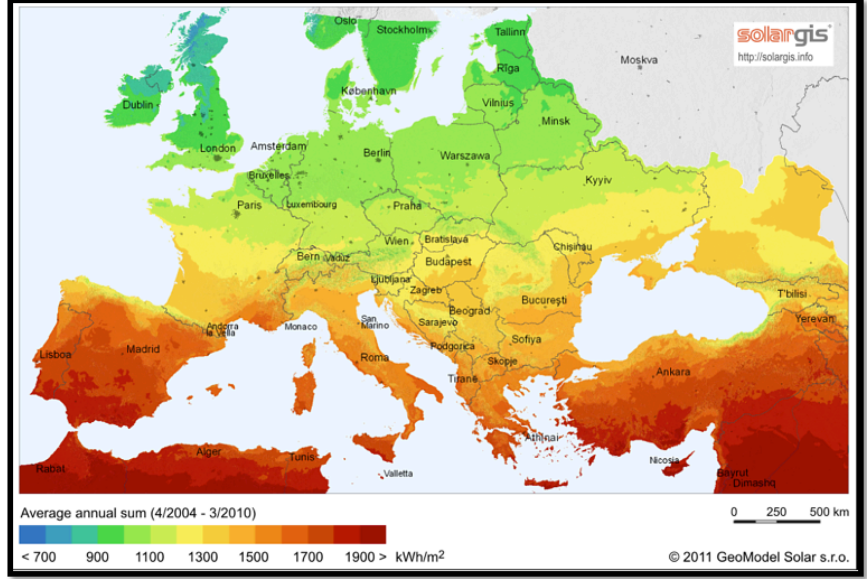 Oslo
Stockholm
Tallinn
solargis
http://solargis.info
Moskva
Rīga
København
Dublin
Vilnius
Minsk
London
Amsterdam
Berlin
Warszawa
Bruxelles
Kyyiv
Paris
Luxembourg
Praha
Wien
Bratislava
Chişinău
Bern
Vaduz
Budapest
Ljubljana
Zagreb
T'bilisi
Beograd
Bucureşti
Yerevan
Andorra
la Vella
Monaco
San
Marino
Sarajevo
Sofiya
Lisboa
Madrid
Podgorica
Roma
Skopje
Ankara
Tiranë
Athínai
Rabat
Alger
Tunis
Valletta
Nicosia
Bayrut
Dimashq
Average annual sum (4/2004 - 3/2010)
0 250 500 km
< 700 900 1100 1300 1500 1700 1900 > kWh/m²
© 2011 GeoModel Solar s.r.o.